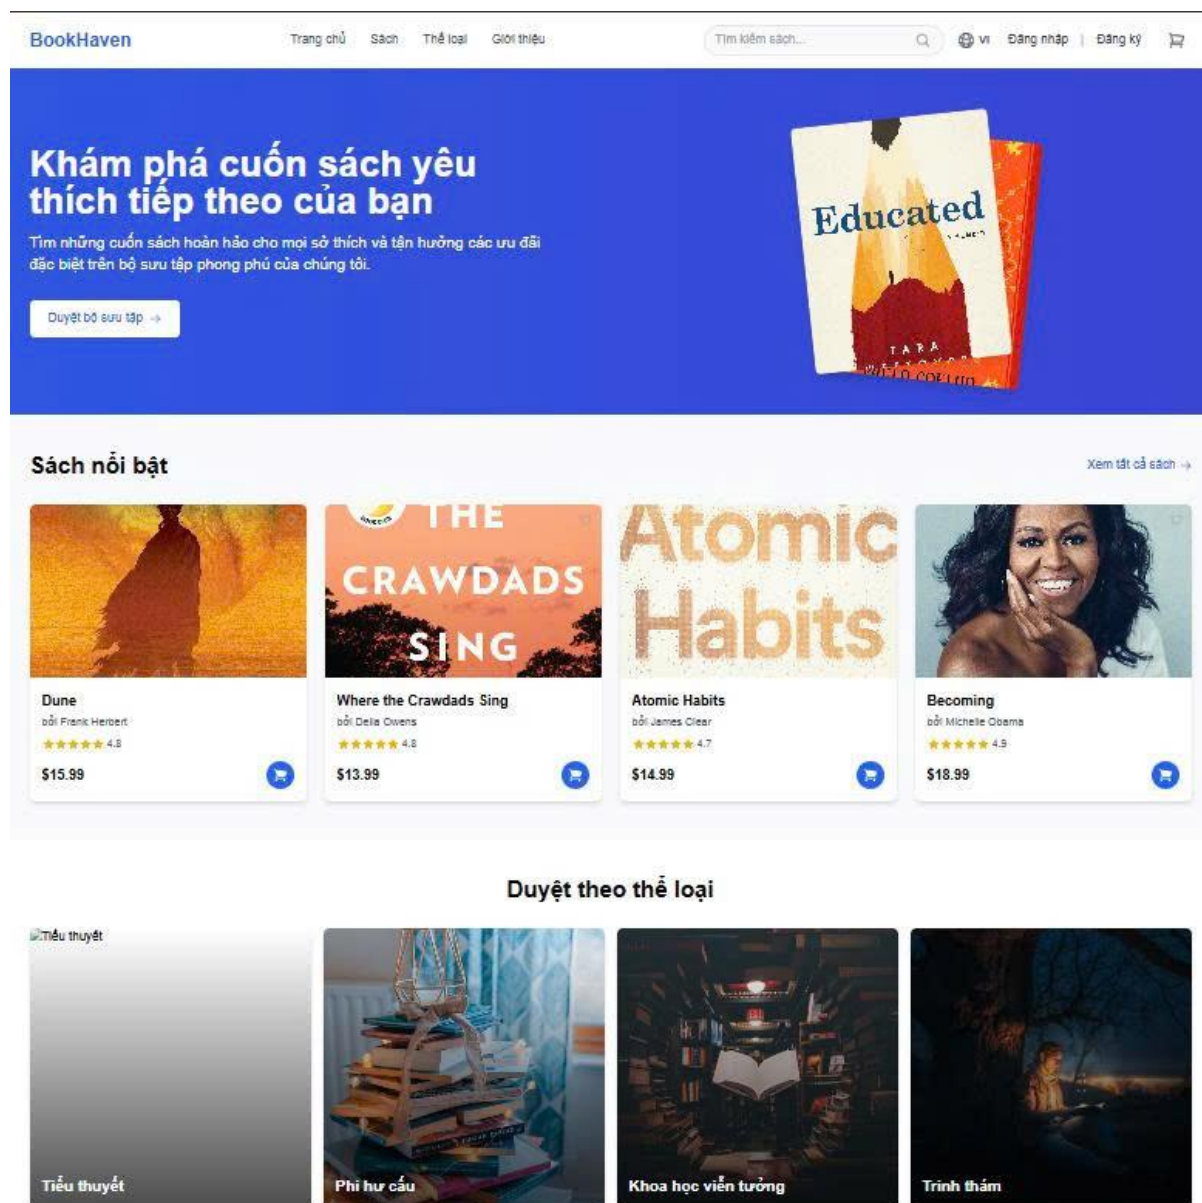 BookHaven
Trang chủ
Sách
Thể loại
Giới thiệu
Tìm kiếm sách...
VI
Đăng nhập
|
Đăng ký
Khám phá cuốn sách yêu
thích tiếp theo của bạn
Tìm những cuốn sách hoàn hảo cho mọi sở thích và tận hưởng các ưu đãi
đặc biệt trên bộ sưu tập phong phú của chúng tôi.
Duyệt bộ sưu tập →
Educated
TARA
Sách nổi bật
Xem tất cả sách →
THE
CRAWDADS
SING
Atomic
Habits
Dune
bởi Frank Herbert
4.8
$15.99
Where the Crawdads Sing
bởi Delia Owens
4.8
$13.99
Atomic Habits
bởi James Clear
4.7
$14.99
Becoming
bởi Michelle Obama
4.9
$18.99
Duyệt theo thể loại
Tiểu thuyết
Tiểu thuyết
Phi hư cấu
Khoa học viễn tưởng
Trinh thám